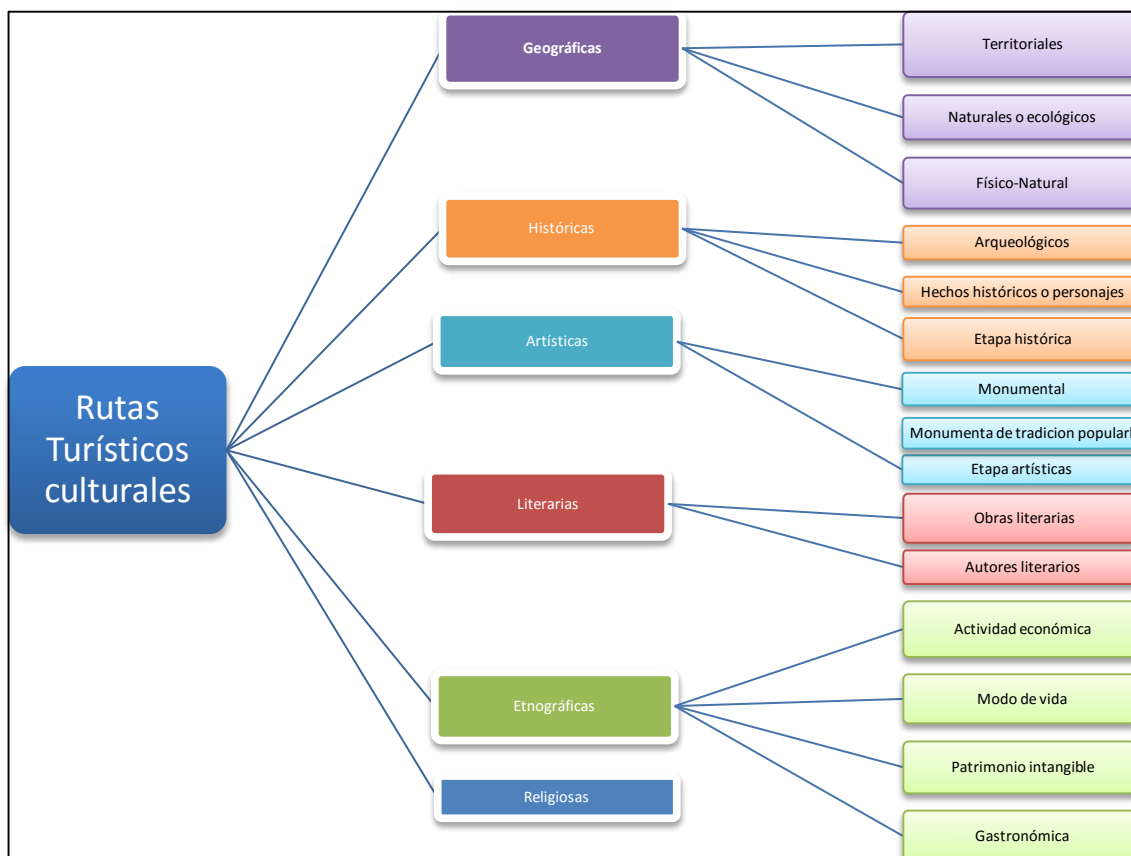 Rutas
Turísticos
culturales
Geográficas
Territoriales
Naturales o ecológicos
Físico-Natural
Históricas
Arqueológicos
Hechos históricos o personajes
Etapa histórica
Artísticas
Monumental
Monumenta de tradicion popularl
Etapa artísticas
Literarias
Obras literarias
Autores literarios
Etnográficas
Actividad económica
Modo de vida
Patrimonio intangible
Gastronómica
Religiosas